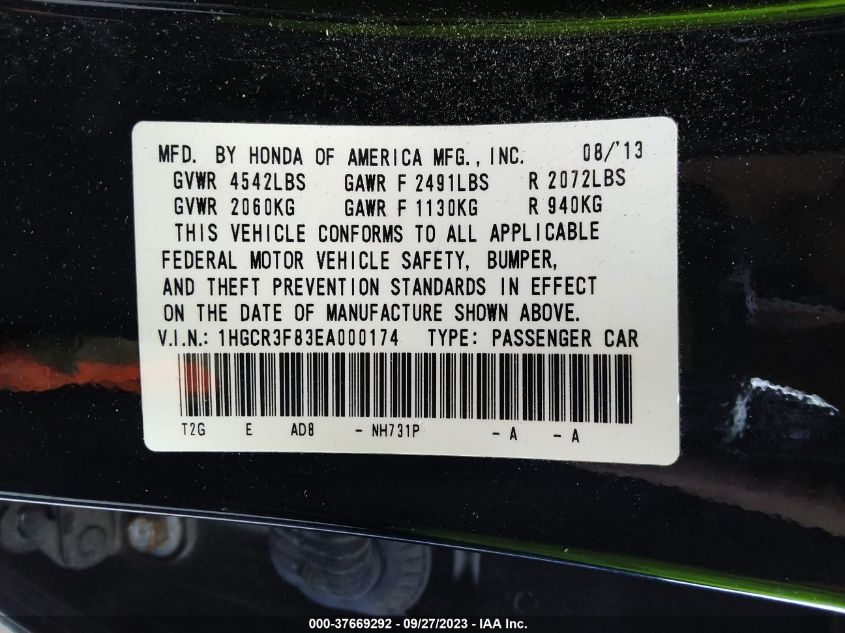 MFD. BY HONDA OF AMERICA MFG., INC. 08/'13
GVWR 4542LBS GAWR F 2491LBS R 2072LBS
GVWR 2060KG GAWR F 1130KG R 940KG
THIS VEHICLE CONFORMS TO ALL APPLICABLE
FEDERAL MOTOR VEHICLE SAFETY, BUMPER,
AND THEFT PREVENTION STANDARDS IN EFFECT
ON THE DATE OF MANUFACTURE SHOWN ABOVE.
V.I.N.: 1HGCR3F83EA000174 TYPE: PASSENGER CAR
T2G E AD8 - NH731P - A - A
000-37669292 - 09/27/2023 - IAA Inc.